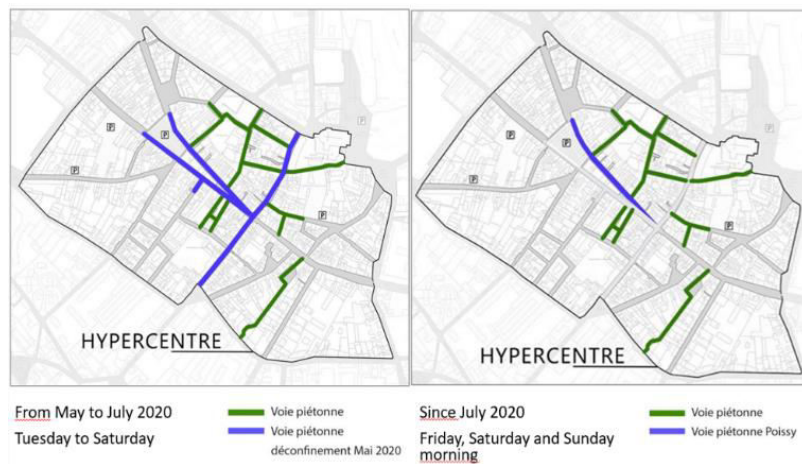 P
P
P
P
P
HYPERCENTRE
From May to July 2020
Tuesday to Saturday
Voie piétonne
Voie piétonne
déconfinement Mai 2020
P
P
P
P
P
HYPERCENTRE
Since July 2020
Friday, Saturday and Sunday
morning
Voie piétonne
Voie piétonne Poissy